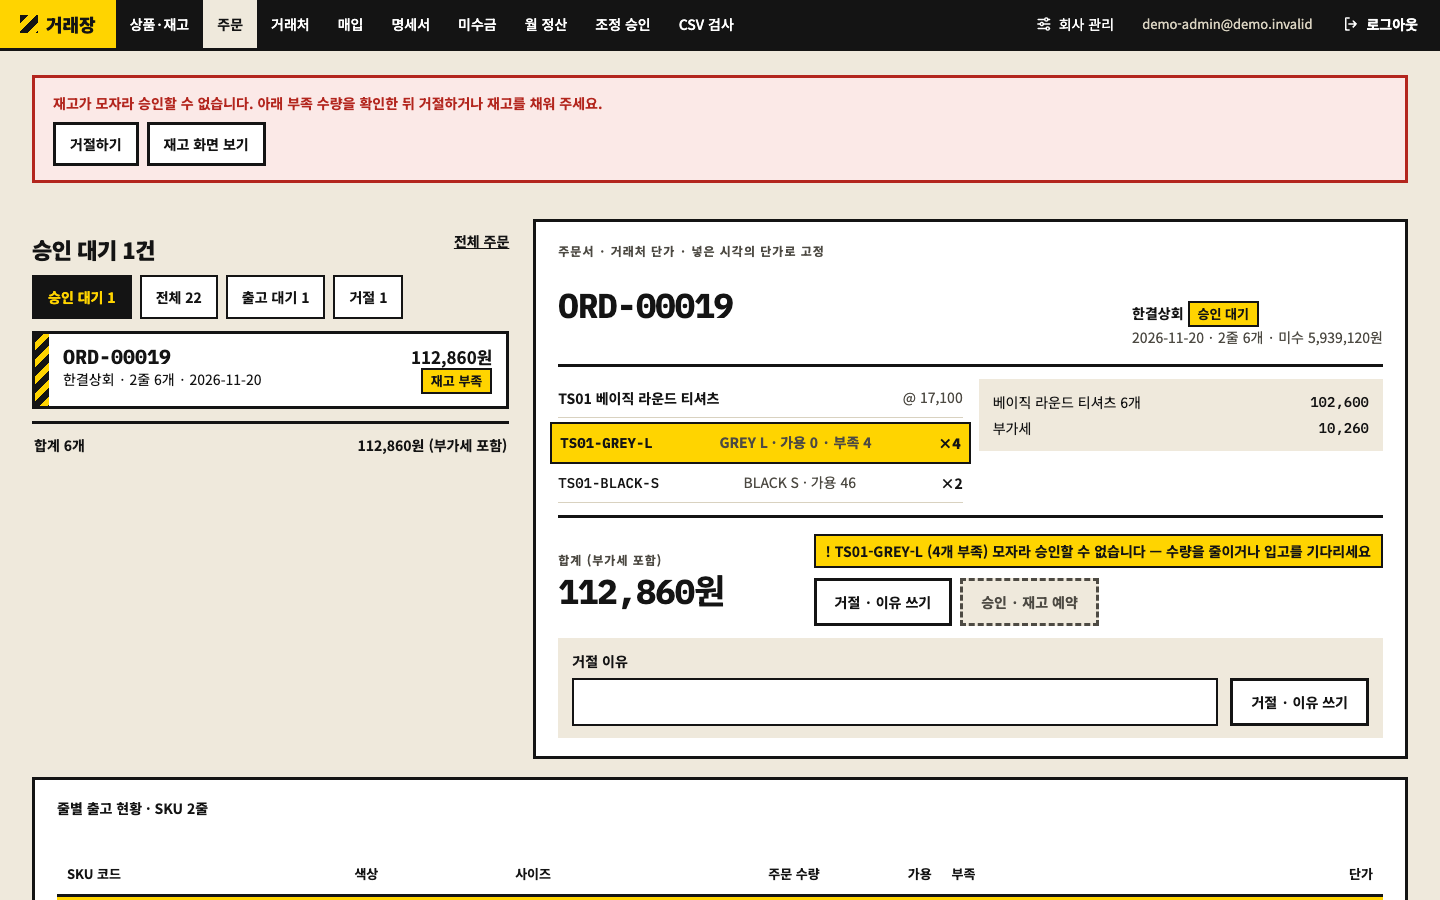 거래장 상품·재고 주문 거래처 매입 명세서 미수금 월 정산 조정 승인 CSV 검사 회사 관리 demo-admin@demo.invalid 로그아웃
재고가 모자라 승인할 수 없습니다. 아래 부족 수량을 확인한 뒤 거절하거나 재고를 채워 주세요.
거절하기 재고 화면 보기
승인 대기 1건 전체 주문
승인 대기 1 전체 22 출고 대기 1 거절 1
ORD-00019 112,860원
한결상회 · 2줄 6개 · 2026-11-20 재고 부족
합계 6개 112,860원 (부가세 포함)
주문서 · 거래처 단가 · 넣은 시각의 단가로 고정
ORD-00019 한결상회 승인 대기
2026-11-20 · 2줄 6개 · 미수 5,939,120원
TS01 베이직 라운드 티셔츠 @ 17,100
TS01-GREY-L GREY L · 가용 0 · 부족 4 ×4
TS01-BLACK-S BLACK S · 가용 46 ×2
베이직 라운드 티셔츠 6개 102,600
부가세 10,260
합계 (부가세 포함)
112,860원
! TS01-GREY-L (4개 부족) 모자라 승인할 수 없습니다 — 수량을 줄이거나 입고를 기다리세요
거절 · 이유 쓰기 승인 · 재고 예약
거절 이유
거절 · 이유 쓰기
줄별 출고 현황 · SKU 2줄
SKU 코드 색상 사이즈 주문 수량 가용 부족 단가